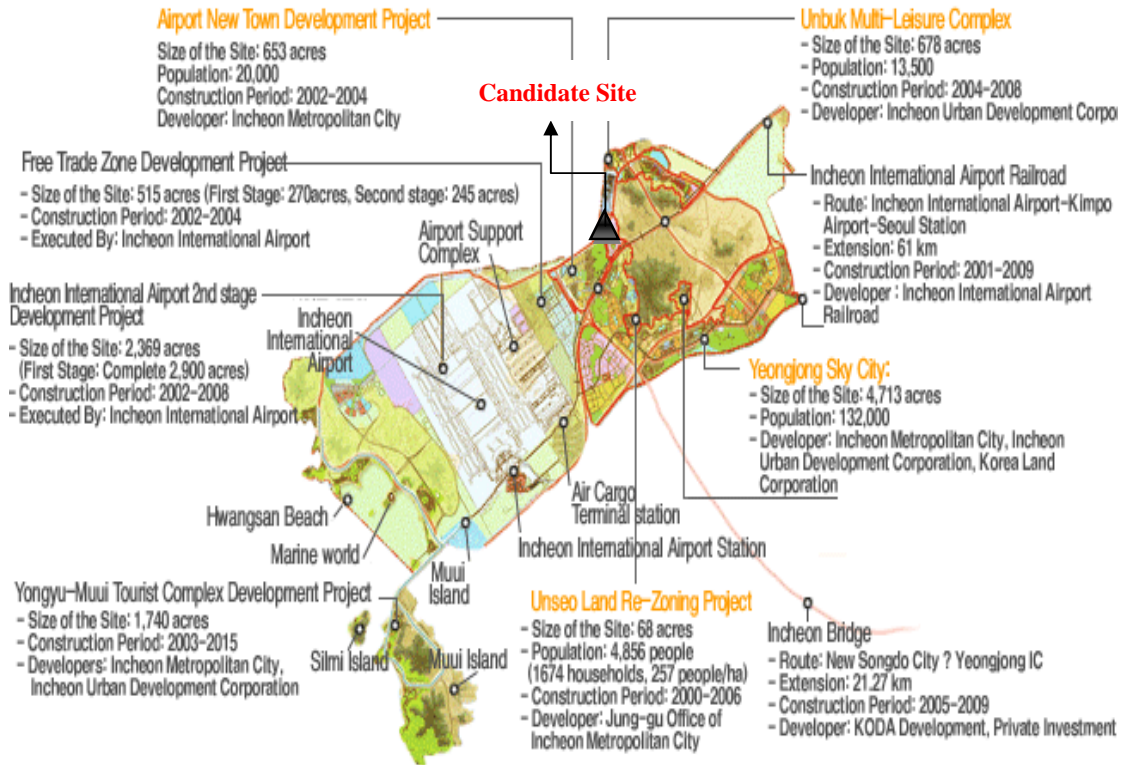 Airport New Town Development Project
Size of the Site: 653 acres
Population: 20,000
Construction Period: 2002-2004
Developer: Incheon Metropolitan City
Unbuk Multi-Leisure Complex
- Size of the Site: 678 acres
- Population: 13,500
- Construction Period: 2004-2008
- Developer: Incheon Urban Development Corpo
Candidate Site
Free Trade Zone Development Project
- Size of the Site: 515 acres (First Stage: 270acres, Second stage: 245 acres)
- Construction Period: 2002-2004
- Executed By: Incheon International Airport
Incheon International Airport Railroad
- Route: Incheon International Airport-Kimpo
Airport-Seoul Station
- Extension: 61 km
- Construction Period: 2001-2009
- Developer : Incheon International Airport
Railroad
Airport Support
Complex
Incheon International Airport 2nd stage
Development Project
- Size of the Site: 2,369 acres
(First Stage: Complete 2,900 acres)
- Construction Period: 2002-2008
- Executed By: Incheon International Airport
Incheon
International
Airport
Yeongjong Sky City:
- Size of the Site: 4,713 acres
- Population: 132,000
- Developer: Incheon Metropolitan City, Incheon
Urban Development Corporation, Korea Land
Corporation
Hwangsan Beach
Marine world
Muui
Island
Air Cargo
Terminal station
Incheon International Airport Station
Yongyu-Muui Tourist Complex Development Project
- Size of the Site: 1,740 acres
- Construction Period: 2003-2015
- Developers: Incheon Metropolitan City,
Incheon Urban Development Corporation
Silmi Island
Muui Island
Unseo Land Re-Zoning Project
- Size of the Site: 68 acres
- Population: 4,856 people
(1674 households, 257 people/ha)
- Construction Period: 2000-2006
- Developer: Jung-gu Office of
Incheon Metropolitan City
Incheon Bridge
- Route: New Songdo City ? Yeongjong IC
- Extension: 21.27 km
- Construction Period: 2005-2009
- Developer: KODA Development, Private Investment